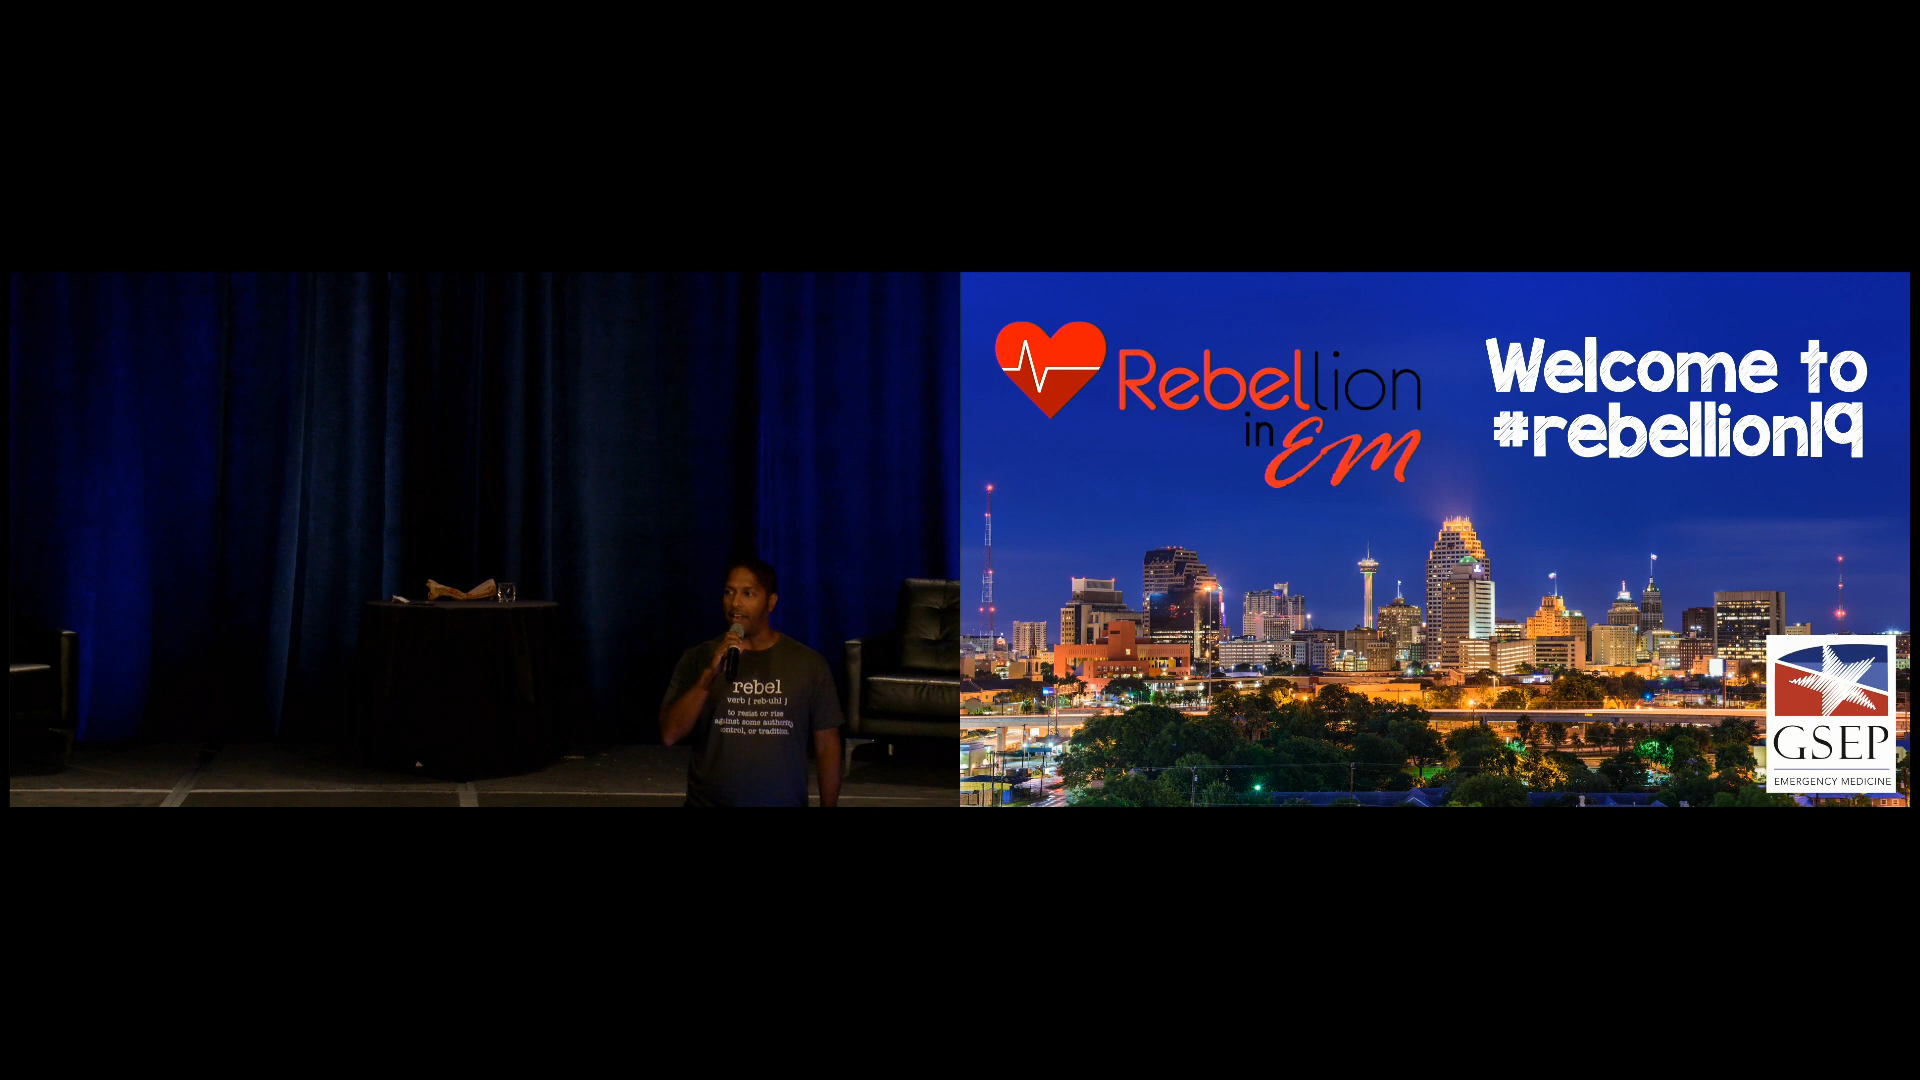 rebel
verb [ reb-uhl ]
to resist or rise
against some authority
control, or tradition.
Rebellion
in EM
Welcome to
#rebellion19
GSEP
EMERGENCY MEDICINE